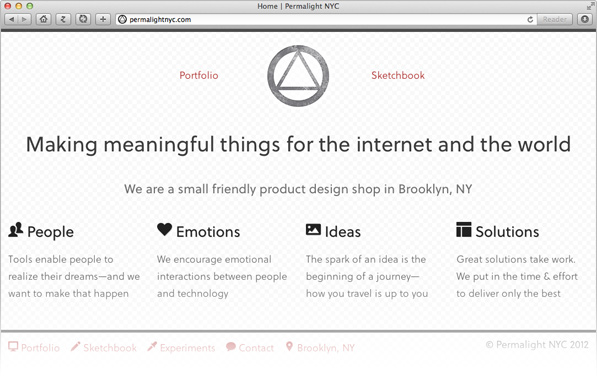 Home | Permalight NYC
permalightnyc.com
Reader
Portfolio
Sketchbook
Making meaningful things for the internet and the world
We are a small friendly product design shop in Brooklyn, NY
People
Tools enable people to
realize their dreams—and we
want to make that happen
Emotions
We encourage emotional
interactions between people
and technology
Ideas
The spark of an idea is the
beginning of a journey—
how you travel is up to you
Solutions
Great solutions take work.
We put in the time & effort
to deliver only the best
Portfolio Sketchbook Experiments Contact Brooklyn, NY © Permalight NYC 2012